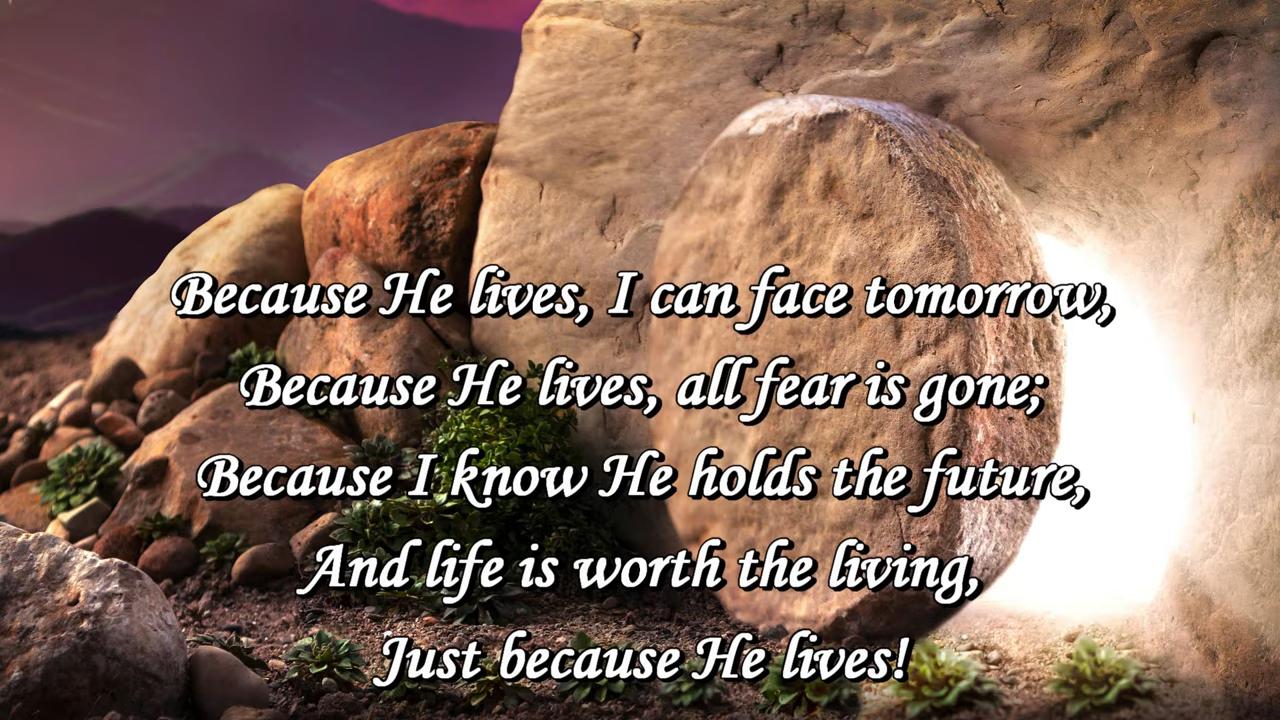 Because He lives, I can face tomorrow,
Because He lives, all fear is gone;
Because I know He holds the future,
And life is worth the living,
Just because He lives!